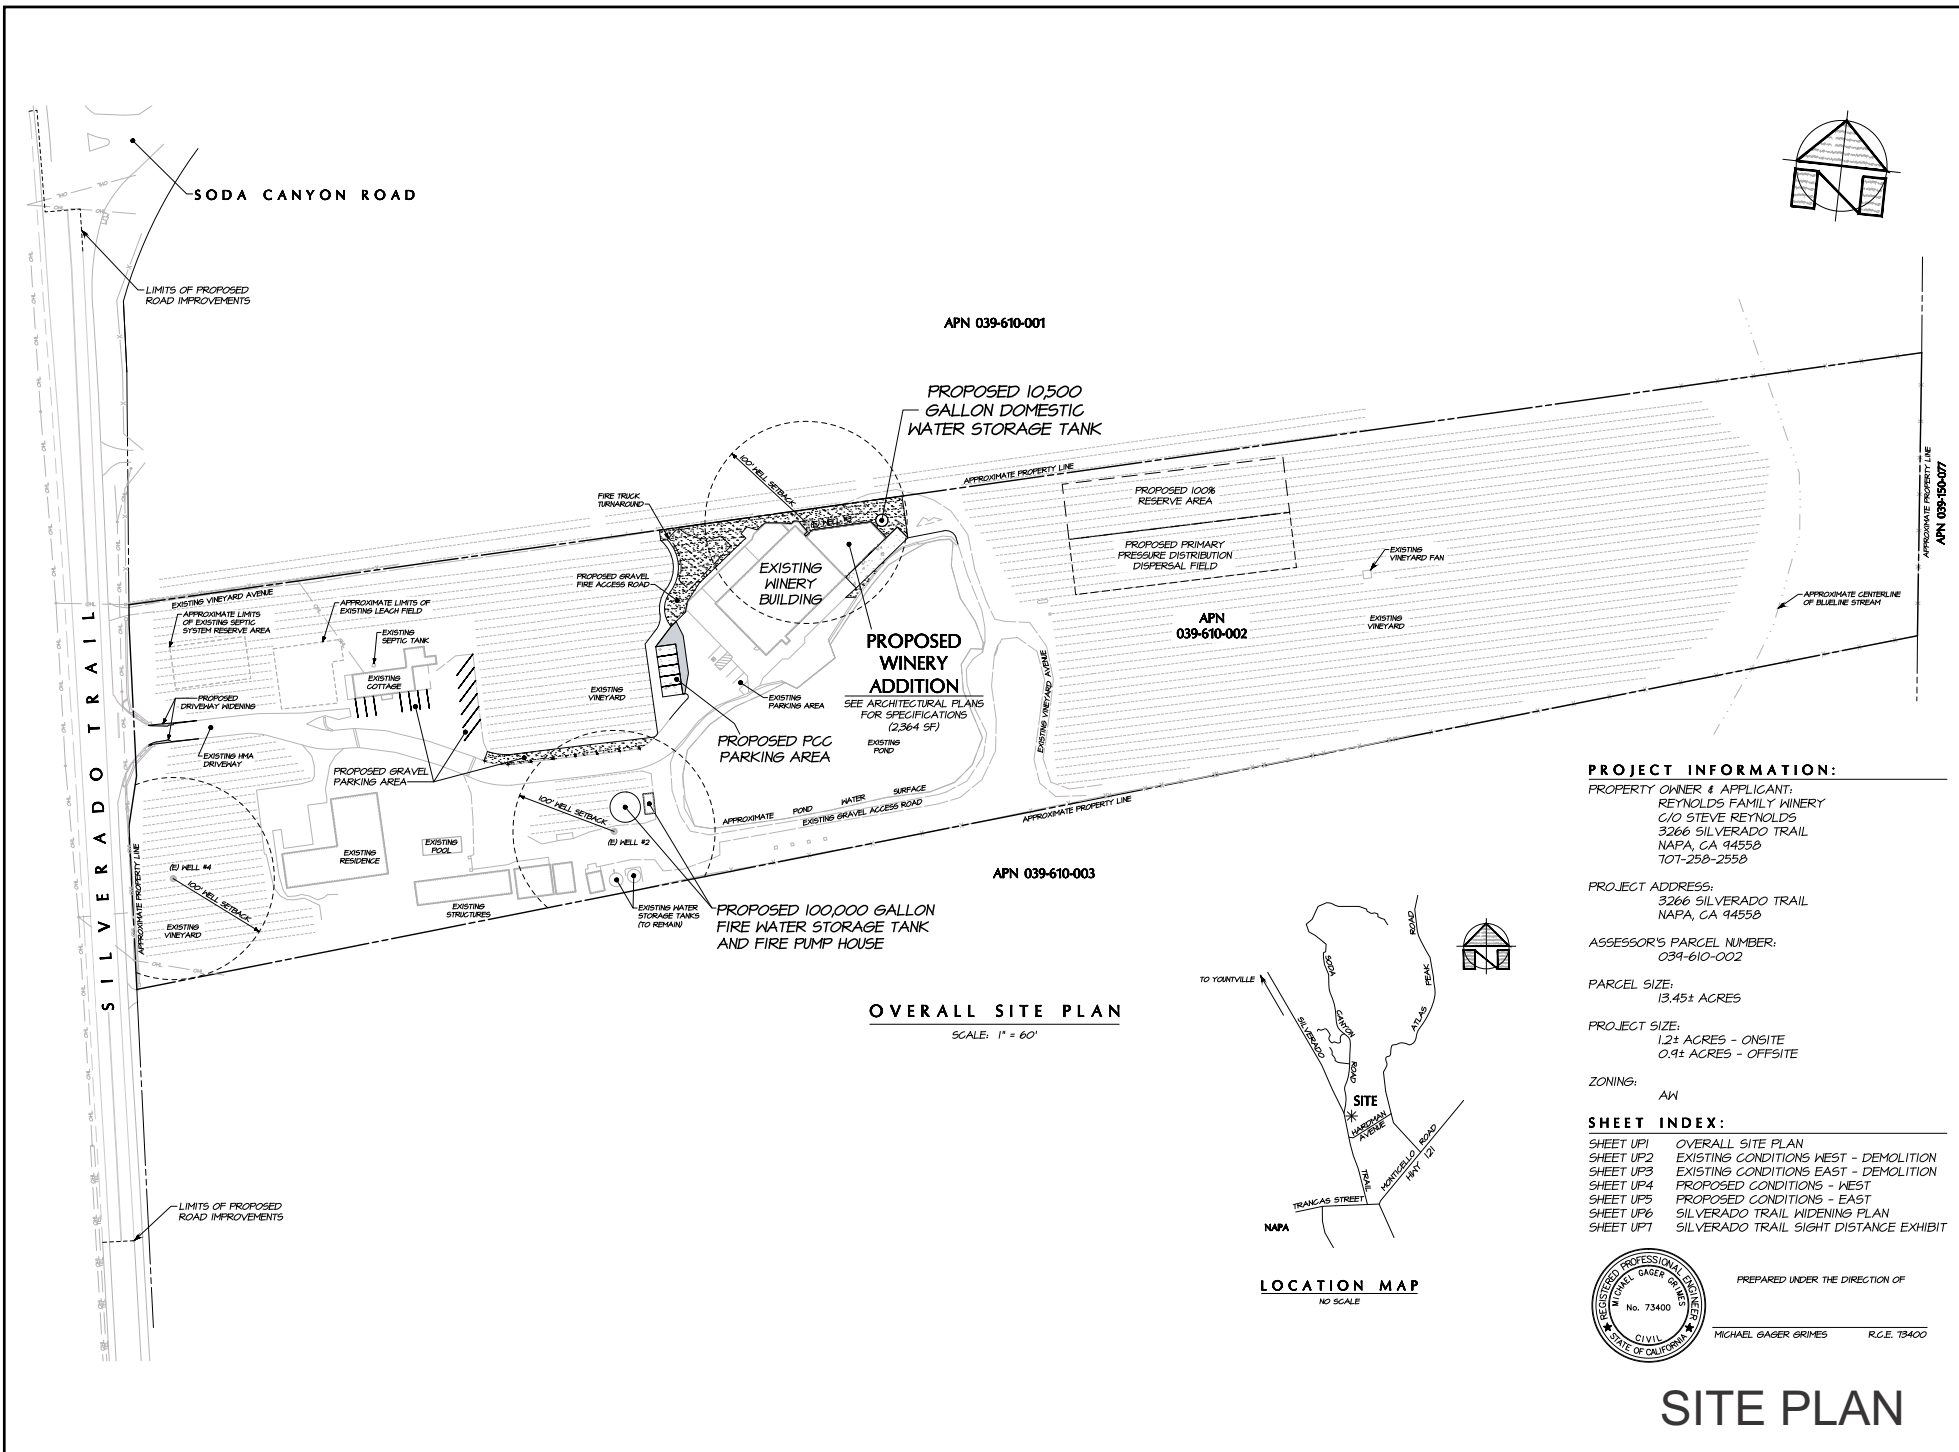 SODA CANYON ROAD
LIMITS OF PROPOSED
ROAD IMPROVEMENTS
APN 039-610-001
PROPOSED 10,500
GALLON DOMESTIC
WATER STORAGE TANK
100' WELL SETBACK
APPROXIMATE PROPERTY LINE
FIRE TRUCK
TURNAROUND
PROPOSED 100%
RESERVE AREA
PROPOSED PRIMARY
PRESSURE DISTRIBUTION
DISPERSAL FIELD
EXISTING
VINEYARD FAN
APPROXIMATE PROPERTY LINE
APN 039-150-077
EXISTING
WINERY
BUILDING
PROPOSED GRAVEL
FIRE ACCESS ROAD
EXISTING VINEYARD AVENUE
APPROXIMATE LIMITS
OF EXISTING SEPTIC
SYSTEM RESERVE AREA
APPROXIMATE LIMITS OF
EXISTING LEACH FIELD
EXISTING
SEPTIC TANK
EXISTING
COTTAGE
APN
039-610-002
EXISTING
VINEYARD
APPROXIMATE CENTERLINE
OF BLUELINE STREAM
PROPOSED
WINERY
ADDITION
SEE ARCHITECTURAL PLANS
FOR SPECIFICATIONS
(2,364 SF)
EXISTING
POND
EXISTING
VINEYARD
EXISTING
PARKING AREA
PROPOSED
DRIVEWAY WIDENING
EXISTING HMA
DRIVEWAY
PROPOSED GRAVEL
PARKING AREA
PROPOSED PCC
PARKING AREA
EXISTING VINEYARD AVENUE
SILVERADO TRAIL
100' WELL SETBACK
APPROXIMATE POND WATER SURFACE
EXISTING GRAVEL ACCESS ROAD
APPROXIMATE PROPERTY LINE
(E) WELL #2
EXISTING
RESIDENCE
EXISTING
POOL
(E) WELL #4
100' WELL SETBACK
APPROXIMATE PROPERTY LINE
EXISTING
VINEYARD
EXISTING
STRUCTURES
EXISTING WATER
STORAGE TANKS
(TO REMAIN)
PROPOSED 100,000 GALLON
FIRE WATER STORAGE TANK
AND FIRE PUMP HOUSE
APN 039-610-003
OVERALL SITE PLAN
SCALE: 1" = 60'
LIMITS OF PROPOSED
ROAD IMPROVEMENTS
TO YOUNTVILLE
SILVERADO
TRAIL
SODA
CANYON
ROAD
ATLAS
PEAK
ROAD
SITE
HARDMAN
AVENUE
MONTICELLO ROAD
HWY 121
TRANCAS STREET
NAPA
LOCATION MAP
NO SCALE
PROJECT INFORMATION:
PROPERTY OWNER & APPLICANT:
REYNOLDS FAMILY WINERY
C/O STEVE REYNOLDS
3266 SILVERADO TRAIL
NAPA, CA 94558
707-258-2558
PROJECT ADDRESS:
3266 SILVERADO TRAIL
NAPA, CA 94558
ASSESSOR'S PARCEL NUMBER:
039-610-002
PARCEL SIZE:
13.45± ACRES
PROJECT SIZE:
1.2± ACRES - ONSITE
0.9± ACRES - OFFSITE
ZONING:
AW
SHEET INDEX:
SHEET UP1 OVERALL SITE PLAN
SHEET UP2 EXISTING CONDITIONS WEST - DEMOLITION
SHEET UP3 EXISTING CONDITIONS EAST - DEMOLITION
SHEET UP4 PROPOSED CONDITIONS - WEST
SHEET UP5 PROPOSED CONDITIONS - EAST
SHEET UP6 SILVERADO TRAIL WIDENING PLAN
SHEET UP7 SILVERADO TRAIL SIGHT DISTANCE EXHIBIT
REGISTERED PROFESSIONAL ENGINEER
MICHAEL GAGER GRIMES
No. 73400
CIVIL
STATE OF CALIFORNIA
PREPARED UNDER THE DIRECTION OF
MICHAEL GAGER GRIMES R.C.E. 73400
SITE PLAN